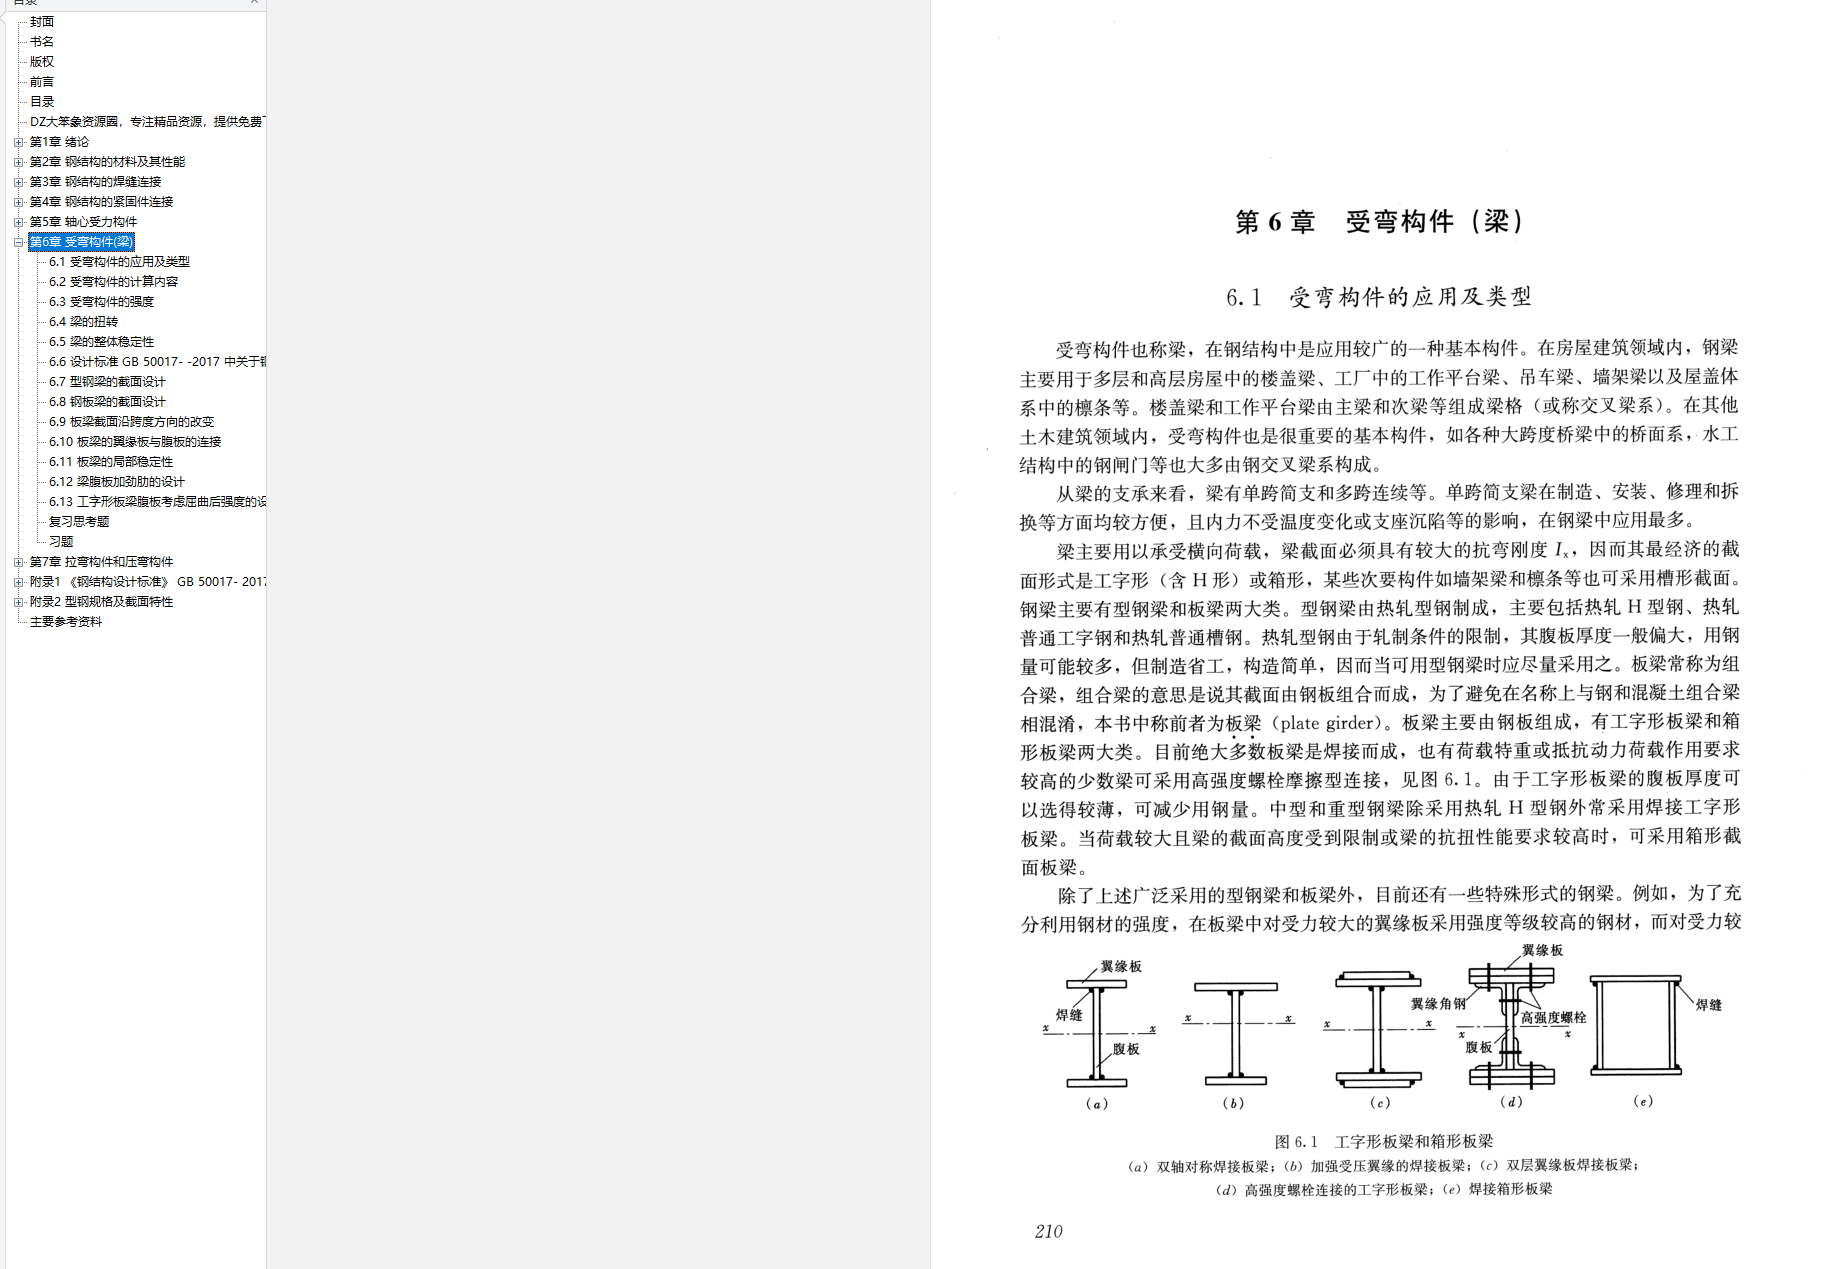 目录
封面
书名
版权
前言
目录
DZ大笨象资源圈，专注精品资源，提供免费
第1章 绪论
第2章 钢结构的材料及其性能
第3章 钢结构的焊缝连接
第4章 钢结构的紧固件连接
第5章 轴心受力构件
第6章 受弯构件(梁)
6.1 受弯构件的应用及类型
6.2 受弯构件的计算内容
6.3 受弯构件的强度
6.4 梁的扭转
6.5 梁的整体稳定性
6.6 设计标准 GB 50017- -2017 中关于
6.7 型钢梁的截面设计
6.8 钢板梁的截面设计
6.9 板梁截面沿跨度方向的改变
6.10 板梁的翼缘板与腹板的连接
6.11 板梁的局部稳定性
6.12 梁腹板加劲肋的设计
6.13 工字形板梁腹板考虑屈曲后强度的设
复习思考题
习题
第7章 拉弯构件和压弯构件
附录1 《钢结构设计标准》 GB 50017- 2017
附录2 型钢规格及截面特性
主要参考资料
第 6 章 受弯构件（梁）
6.1 受弯构件的应用及类型
受弯构件也称梁，在钢结构中是应用较广的一种基本构件。在房屋建筑领域内，钢梁
主要用于多层和高层房屋中的楼盖梁、工厂中的工作平台梁、吊车梁、墙架梁以及屋盖体
系中的檩条等。楼盖梁和工作平台梁由主梁和次梁等组成梁格（或称交叉梁系）。在其他
土木建筑领域内，受弯构件也是很重要的基本构件，如各种大跨度桥梁中的桥面系，水工
结构中的钢闸门等也大多由钢交叉梁系构成。
从梁的支承来看，梁有单跨简支和多跨连续等。单跨简支梁在制造、安装、修理和拆
换等方面均较方便，且内力不受温度变化或支座沉陷等的影响，在钢梁中应用最多。
梁主要用以承受横向荷载，梁截面必须具有较大的抗弯刚度 Iₓ，因而其最经济的截
面形式是工字形（含 H 形）或箱形，某些次要构件如墙架梁和檩条等也可采用槽形截面。
钢梁主要有型钢梁和板梁两大类。型钢梁由热轧型钢制成，主要包括热轧 H 型钢、热轧
普通工字钢和热轧普通槽钢。热轧型钢由于轧制条件的限制，其腹板厚度一般偏大，用钢
量可能较多，但制造省工，构造简单，因而当可用型钢梁时应尽量采用之。板梁常称为组
合梁，组合梁的意思是说其截面由钢板组合而成，为了避免在名称上与钢和混凝土组合梁
相混淆，本书中称前者为板梁（plate girder）。板梁主要由钢板组成，有工字形板梁和箱
形板梁两大类。目前绝大多数板梁是焊接而成，也有荷载特重或抵抗动力荷载作用要求
较高的少数梁可采用高强度螺栓摩擦型连接，见图 6.1。由于工字形板梁的腹板厚度可
以选得较薄，可减少用钢量。中型和重型钢梁除采用热轧 H 型钢外常采用焊接工字形
板梁。当荷载较大且梁的截面高度受到限制或梁的抗扭性能要求较高时，可采用箱形截
面板梁。
除了上述广泛采用的型钢梁和板梁外，目前还有一些特殊形式的钢梁。例如，为了充
分利用钢材的强度，在板梁中对受力较大的翼缘板采用强度等级较高的钢材，而对受力较
翼缘板
焊缝
x x
腹板
(a)
x x
(b)
x x
(c)
翼缘板
翼缘角钢
高强度螺栓
x x
腹板
(d)
焊缝
(e)
图 6.1 工字形板梁和箱形板梁
(a) 双轴对称焊接板梁；(b) 加强受压翼缘的焊接板梁；(c) 双层翼缘板焊接板梁；
(d) 高强度螺栓连接的工字形板梁；(e) 焊接箱形板梁
210